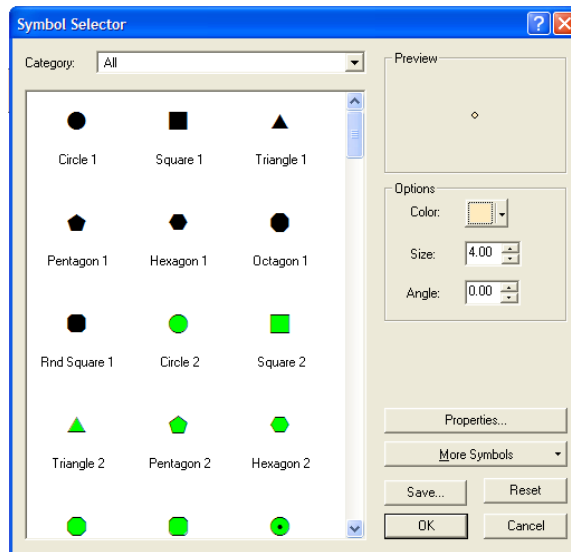 Symbol Selector
Category: All
Circle 1 Square 1 Triangle 1
Pentagon 1 Hexagon 1 Octagon 1
Rnd Square 1 Circle 2 Square 2
Triangle 2 Pentagon 2 Hexagon 2
Preview
Options
Color:
Size: 4.00
Angle: 0.00
Properties...
More Symbols
Save... Reset
OK Cancel